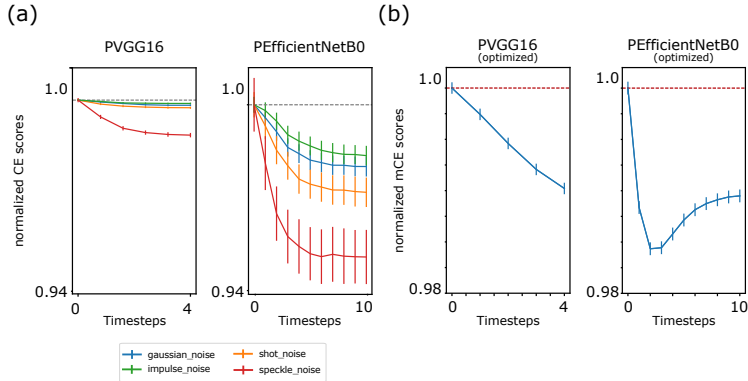 (a)
PVGG16
PEfficientNetB0
normalized CE scores
1.0
0.94
0
4
Timesteps
1.0
0.94
0
10
Timesteps
gaussian_noise
shot_noise
impulse_noise
speckle_noise
(b)
PVGG16
(optimized)
PEfficientNetB0
(optimized)
normalized mCE scores
1.0
0.98
0
4
Timesteps
1.0
0.98
0
10
Timesteps